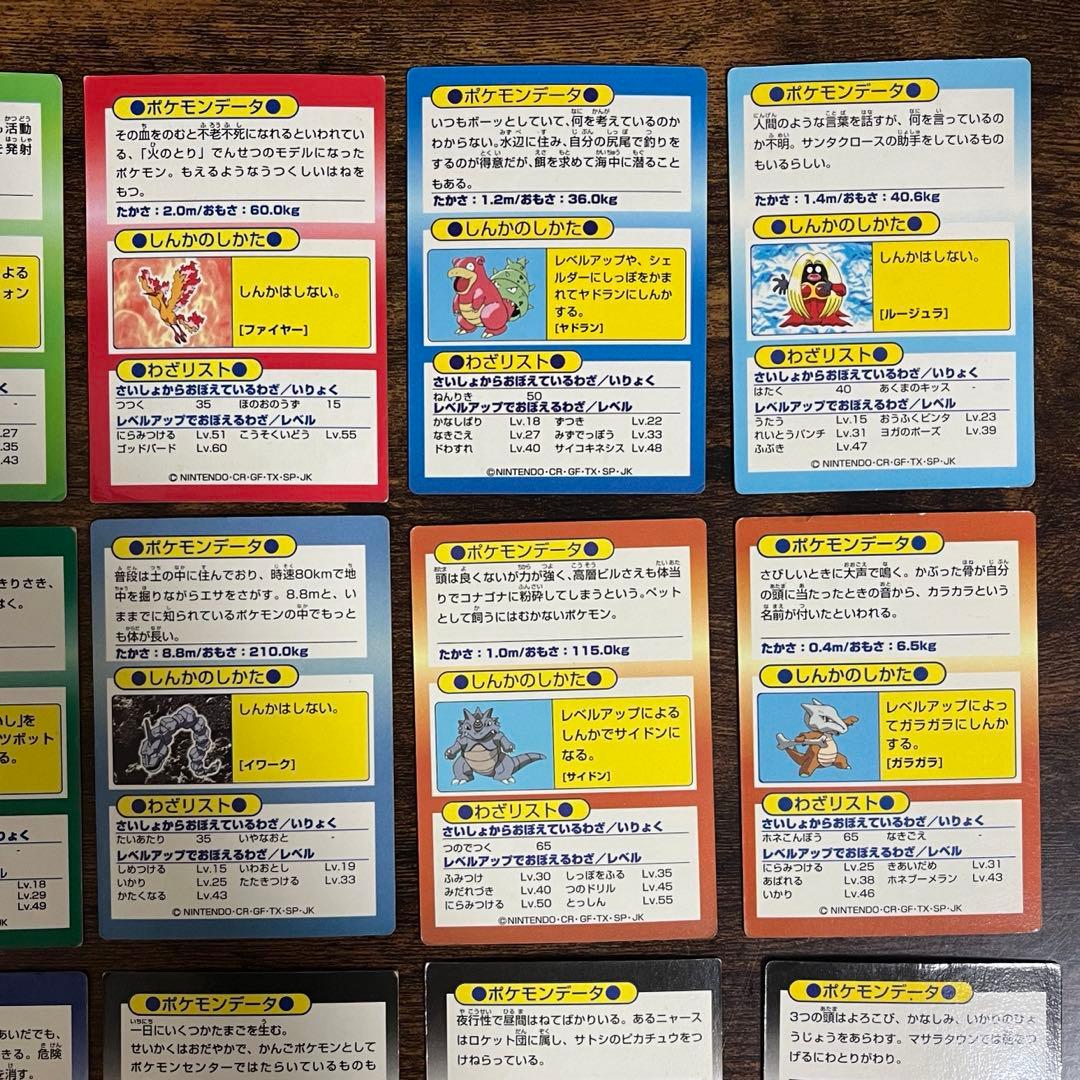 活動
発射
よる
ォン
く
-
.27
.35
.43
ポケモンデータ
その血をのむと不老不死になれるといわれている、「火のとり」でんせつのモデルになった
ポケモン。もえるようなうつくしいはねを
もつ。
たかさ：2.0m/おもさ：60.0kg
しんかのしかた
しんかはしない。
[ファイヤー]
わざリスト
さいしょからおぼえているわざ／いりょく
つつく 35 ほのおのうず 15
レベルアップでおぼえるわざ／レベル
にらみつける Lv.51 こうそくいどう Lv.55
ゴッドバード Lv.60
© NINTENDO・CR・GF・TX・SP・JK
ポケモンデータ
いつもボーッとしていて、何を考えているのか
わからない。水辺に住み、自分の尻尾で釣りを
するのが得意だが、餌を求めて海中に潜ること
もある。
たかさ：1.2m/おもさ：36.0kg
しんかのしかた
レベルアップや、シェ
ルダーにしっぽをかま
れてヤドランにしんか
する。
[ヤドラン]
わざリスト
さいしょからおぼえているわざ／いりょく
ねんりき 50
レベルアップでおぼえるわざ／レベル
かなしばり Lv.18 ずつき Lv.22
なきごえ Lv.27 みずでっぽう Lv.33
ドわすれ Lv.40 サイコキネシス Lv.48
©NINTENDO・CR・GF・TX・SP・JK
ポケモンデータ
人間のような言葉を話すが、何を言っているの
か不明。サンタクロースの助手をしているもの
もいるらしい。
たかさ：1.4m/おもさ：40.6kg
しんかのしかた
しんかはしない。
[ルージュラ]
わざリスト
さいしょからおぼえているわざ／いりょく
はたく 40 あくまのキッス -
レベルアップでおぼえるわざ／レベル
うたう Lv.15 おうふくビンタ Lv.23
れいとうパンチ Lv.31 ヨガのポーズ Lv.39
ふぶき Lv.47
© NINTENDO・CR・GF・TX・SP・JK
きりさき、
はく。
いし」を
ツボット
る。
りょく
-
ル
Lv.18
Lv.29
Lv.49
JK
ポケモンデータ
普段は土の中に住んでおり、時速80kmで地
中を掘りながらエサをさがす。8.8mと、い
ままでに知られているポケモンの中でもっと
も体が長い。
たかさ：8.8m/おもさ：210.0kg
しんかのしかた
しんかはしない。
[イワーク]
わざリスト
さいしょからおぼえているわざ／いりょく
たいあたり 35 いやなおと -
レベルアップでおぼえるわざ／レベル
しめつける Lv.15 いわおとし Lv.19
いかり Lv.25 たたきつける Lv.33
かたくなる Lv.43
© NINTENDO・CR・GF・TX・SP・JK
ポケモンデータ
頭は良くないが力が強く、高層ビルさえも体当
りでコナゴナに粉砕してしまうという。ペット
として飼うにはむかないポケモン。
たかさ：1.0m/おもさ：115.0kg
しんかのしかた
レベルアップによる
しんかでサイドンに
なる。
[サイドン]
わざリスト
さいしょからおぼえているわざ／いりょく
つのでつく 65
レベルアップでおぼえるわざ／レベル
ふみつけ Lv.30 しっぽをふる Lv.35
みだれづき Lv.40 つのドリル Lv.45
にらみつける Lv.50 とっしん Lv.55
©NINTENDO・CR・GF・TX・SP・JK
ポケモンデータ
さびしいときに大声で鳴く。かぶった骨が自分
の頭に当たったときの音から、カラカラという
名前が付いたといわれる。
たかさ：0.4m/おもさ：6.5kg
しんかのしかた
レベルアップによっ
てガラガラにしんか
する。
[ガラガラ]
わざリスト
さいしょからおぼえているわざ／いりょく
ホネこんぼう 65 なきごえ -
レベルアップでおぼえるわざ／レベル
にらみつける Lv.25 きあいだめ Lv.31
あばれる Lv.38 ホネブーメラン Lv.43
いかり Lv.46
© NINTENDO・CR・GF・TX・SP・JK
あいだでも、
きる。危険
を消す。
ポケモンデータ
一日にいくつかたまごを生む。
せいかくはおだやかで、かんごポケモンとして
ポケモンセンターではたらいているものも
ポケモンデータ
夜行性で昼間はねてばかりいる。あるニャース
はロケット団に属し、サトシのピカチュウをつ
けねらっている。
ポケモンデータ
3つの頭はよろこび、かなしみ、いかりのひょ
うじょうをあらわす。マサラタウンでは
げるにわとりがわり。